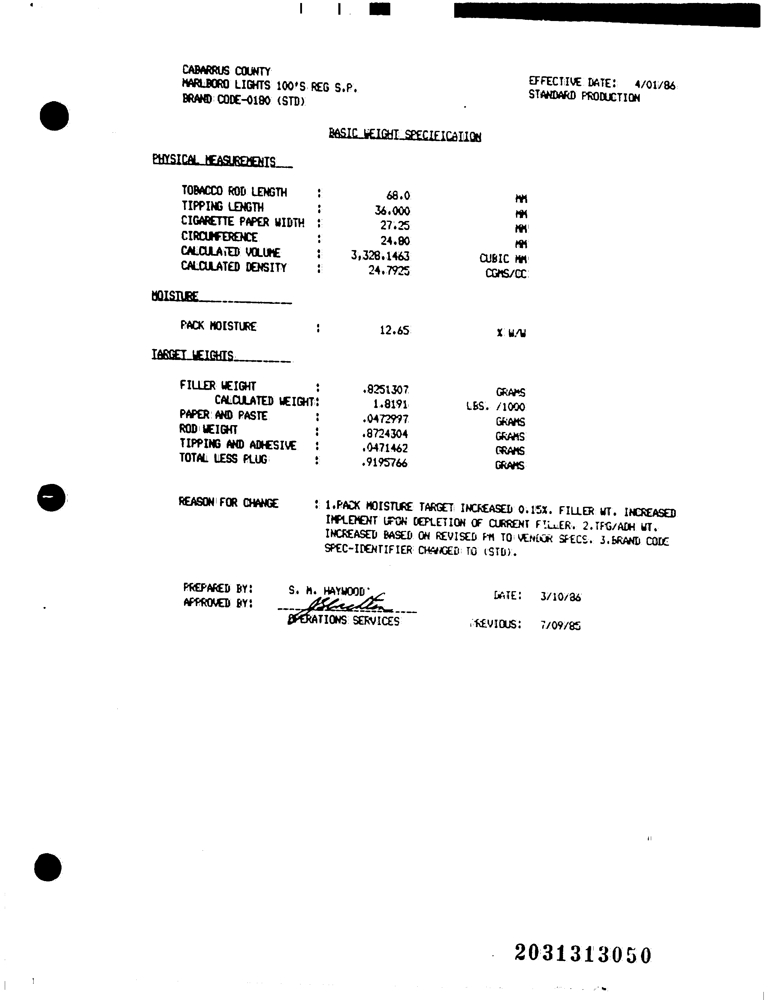 CABARRUS COUNTY
MARLBORO LIGHTS 100'S REG S.P.
BRAND CODE-0180 (STD)
EFFECTIVE DATE: 4/01/86
STANDARD PRODUCTION
BASIC WEIGHT SPECIFICATION
PHYSICAL MEASUREMENTS
TOBACCO ROD LENGTH : 68.0 MM
TIPPING LENGTH : 36.000 MM
CIGARETTE PAPER WIDTH : 27.25 MM
CIRCUMFERENCE : 24.80 MM
CALCULATED VOLUME : 3,328.1463 CUBIC MM
CALCULATED DENSITY : 24.7925 CGMS/CC
MOISTURE
PACK MOISTURE : 12.65 % W/W
TARGET WEIGHTS
FILLER WEIGHT : .8251307 GRAMS
CALCULATED WEIGHT: 1.8191 LBS. /1000
PAPER AND PASTE : .0472997 GRAMS
ROD WEIGHT : .8724304 GRAMS
TIPPING AND ADHESIVE : .0471462 GRAMS
TOTAL LESS PLUG : .9195766 GRAMS
REASON FOR CHANGE : 1.PACK MOISTURE TARGET INCREASED 0.15%. FILLER WT. INCREASED
IMPLEMENT UPON DEPLETION OF CURRENT FILLER. 2.TPG/ADH WT.
INCREASED BASED ON REVISED PM TO VENDOR SPECS. 3.BRAND CODE
SPEC-IDENTIFIER CHANGED TO (STD).
PREPARED BY: S. M. HAYWOOD DATE: 3/10/86
APPROVED BY:
OPERATIONS SERVICES PREVIOUS: 7/09/85
2031313050